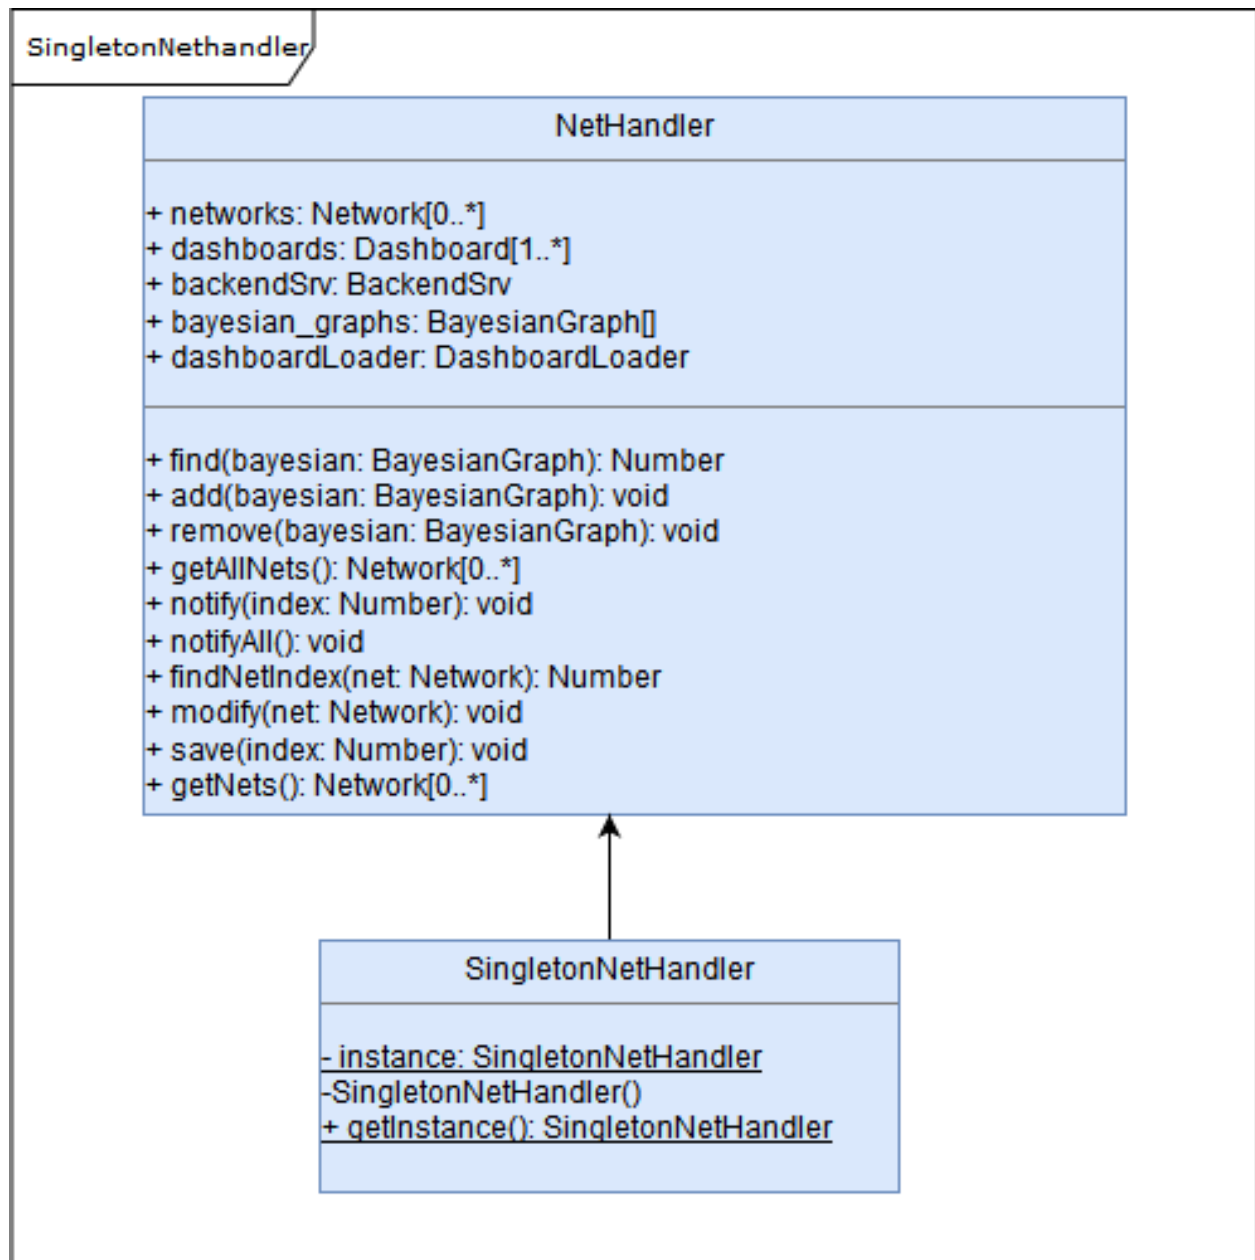 SingletonNethandler
NetHandler
+ networks: Network[0..*]
+ dashboards: Dashboard[1..*]
+ backendSrv: BackendSrv
+ bayesian_graphs: BayesianGraph[]
+ dashboardLoader: DashboardLoader
+ find(bayesian: BayesianGraph): Number
+ add(bayesian: BayesianGraph): void
+ remove(bayesian: BayesianGraph): void
+ getAllNets(): Network[0..*]
+ notify(index: Number): void
+ notifyAll(): void
+ findNetIndex(net: Network): Number
+ modify(net: Network): void
+ save(index: Number): void
+ getNets(): Network[0..*]
SingletonNetHandler
- instance: SingletonNetHandler
-SingletonNetHandler()
+ getInstance(): SingletonNetHandler